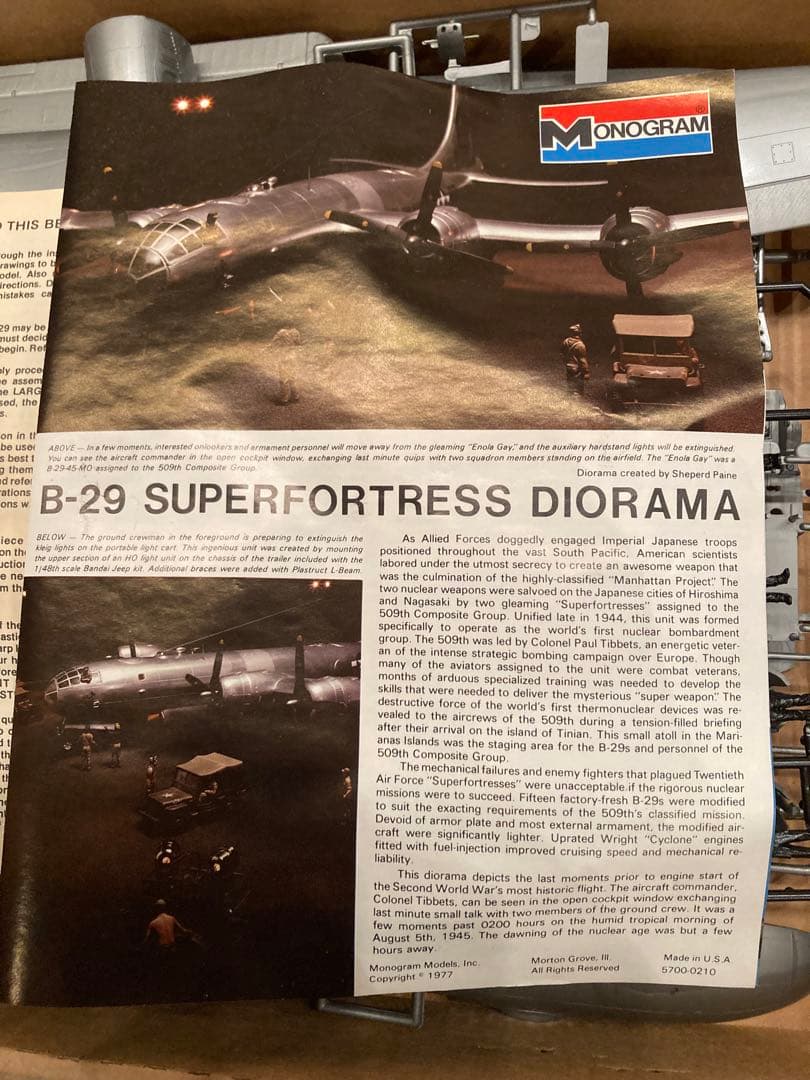 MONOGRAM
®
ABOVE — In a few moments, interested onlookers and armament personnel will move away from the gleaming "Enola Gay," and the auxiliary hardstand lights will be extinguished.
You can see the aircraft commander in the open cockpit window, exchanging last minute quips with two squadron members standing on the airfield. The "Enola Gay" was a
B-29-45-MO assigned to the 509th Composite Group.
Diorama created by Sheperd Paine
B-29 SUPERFORTRESS DIORAMA
BELOW — The ground crewman in the foreground is preparing to extinguish the
kleig lights on the portable light cart. This ingenious unit was created by mounting
the upper section of an HO light unit on the chassis of the trailer included with the
1/48th scale Bandai Jeep kit. Additional braces were added with Plastruct L-Beam.
As Allied Forces doggedly engaged Imperial Japanese troops
positioned throughout the vast South Pacific, American scientists
labored under the utmost secrecy to create an awesome weapon that
was the culmination of the highly-classified "Manhattan Project." The
two nuclear weapons were salvoed on the Japanese cities of Hiroshima
and Nagasaki by two gleaming "Superfortresses" assigned to the
509th Composite Group. Unified late in 1944, this unit was formed
specifically to operate as the world's first nuclear bombardment
group. The 509th was led by Colonel Paul Tibbets, an energetic veter-
an of the intense strategic bombing campaign over Europe. Though
many of the aviators assigned to the unit were combat veterans,
months of arduous specialized training was needed to develop the
skills that were needed to deliver the mysterious "super weapon." The
destructive force of the world's first thermonuclear devices was re-
vealed to the aircrews of the 509th during a tension-filled briefing
after their arrival on the island of Tinian. This small atoll in the Mari-
anas Islands was the staging area for the B-29s and personnel of the
509th Composite Group.
The mechanical failures and enemy fighters that plagued Twentieth
Air Force "Superfortresses" were unacceptable if the rigorous nuclear
missions were to succeed. Fifteen factory-fresh B-29s were modified
to suit the exacting requirements of the 509th's classified mission.
Devoid of armor plate and most external armament, the modified air-
craft were significantly lighter. Uprated Wright "Cyclone" engines
fitted with fuel-injection improved cruising speed and mechanical re-
liability.
This diorama depicts the last moments prior to engine start of
the Second World War's most historic flight. The aircraft commander,
Colonel Tibbets, can be seen in the open cockpit window exchanging
last minute small talk with two members of the ground crew. It was a
few moments past 0200 hours on the humid tropical morning of
August 5th, 1945. The dawning of the nuclear age was but a few
hours away.
Monogram Models, Inc.
Copyright © 1977
Morton Grove, Ill.
All Rights Reserved
Made in U.S.A
5700-0210